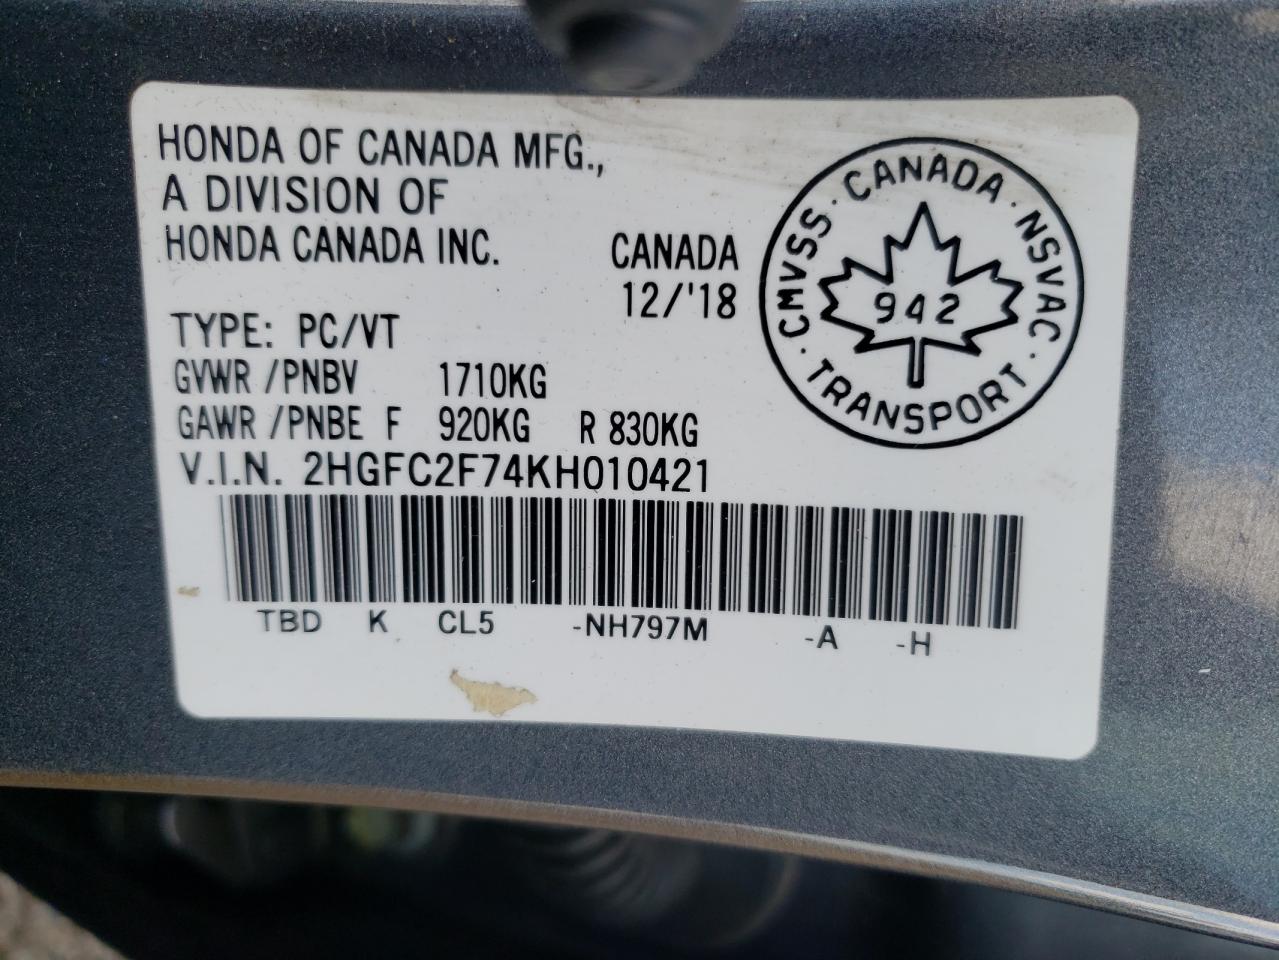 HONDA OF CANADA MFG.,
A DIVISION OF
HONDA CANADA INC.
CANADA
12/'18
TYPE: PC/VT
GVWR /PNBV 1710KG
GAWR /PNBE F 920KG R 830KG
V.I.N. 2HGFC2F74KH010421
TBD K CL5 -NH797M -A -H
CMVSS · CANADA · NSVAC ·
942
· TRANSPORT ·